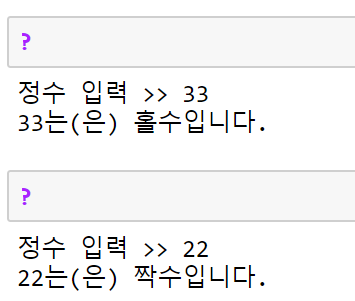 ?
정수 입력 >> 33
33는(은) 홀수입니다.
?
정수 입력 >> 22
22는(은) 짝수입니다.